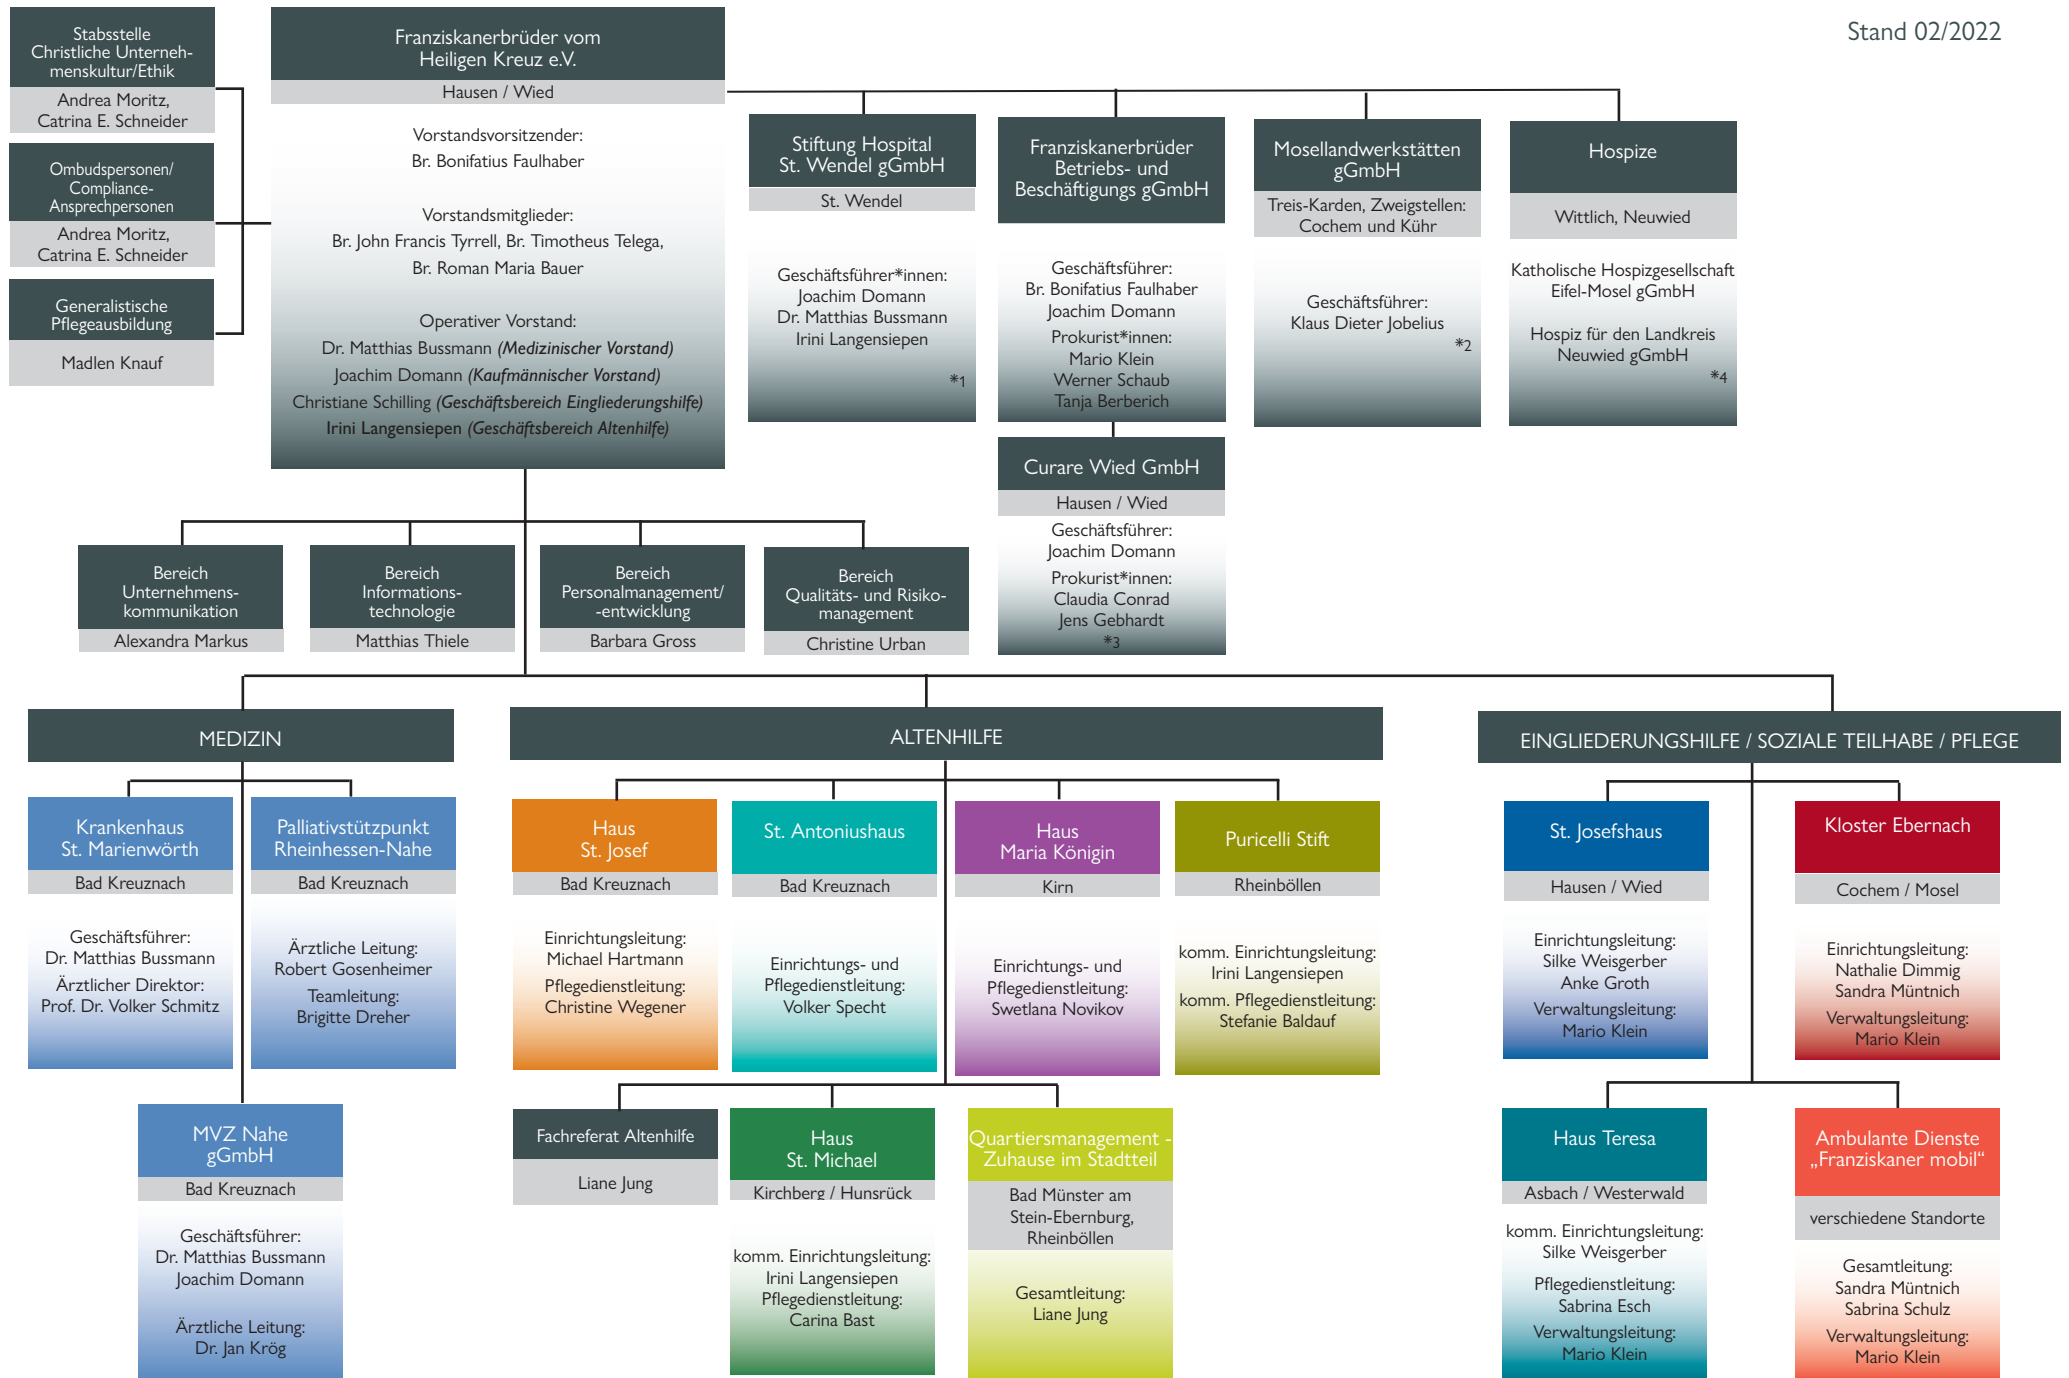 Stand 02/2022
Stabsstelle
Christliche Unterneh-
menskultur/Ethik
Andrea Moritz,
Catrina E. Schneider
Ombudspersonen/
Compliance-
Ansprechpersonen
Andrea Moritz,
Catrina E. Schneider
Generalistische
Pflegeausbildung
Madlen Knauf
Franziskanerbrüder vom
Heiligen Kreuz e.V.
Hausen / Wied
Vorstandsvorsitzender:
Br. Bonifatius Faulhaber
Vorstandsmitglieder:
Br. John Francis Tyrrell, Br. Timotheus Telega,
Br. Roman Maria Bauer
Operativer Vorstand:
Dr. Matthias Bussmann (Medizinischer Vorstand)
Joachim Domann (Kaufmännischer Vorstand)
Christiane Schilling (Geschäftsbereich Eingliederungshilfe)
Irini Langensiepen (Geschäftsbereich Altenhilfe)
Stiftung Hospital
St. Wendel gGmbH
St. Wendel
Geschäftsführer*innen:
Joachim Domann
Dr. Matthias Bussmann
Irini Langensiepen
*1
Franziskanerbrüder
Betriebs- und
Beschäftigungs gGmbH
Geschäftsführer:
Br. Bonifatius Faulhaber
Joachim Domann
Prokurist*innen:
Mario Klein
Werner Schaub
Tanja Berberich
Mosellandwerkstätten
gGmbH
Treis-Karden, Zweigstellen:
Cochem und Kühr
Geschäftsführer:
Klaus Dieter Jobelius
*2
Hospize
Wittlich, Neuwied
Katholische Hospizgesellschaft
Eifel-Mosel gGmbH
Hospiz für den Landkreis
Neuwied gGmbH
*4
Curare Wied GmbH
Hausen / Wied
Geschäftsführer:
Joachim Domann
Prokurist*innen:
Claudia Conrad
Jens Gebhardt
*3
Bereich
Unternehmens-
kommunikation
Alexandra Markus
Bereich
Informations-
technologie
Matthias Thiele
Bereich
Personalmanagement/
-entwicklung
Barbara Gross
Bereich
Qualitäts- und Risiko-
management
Christine Urban
MEDIZIN
Krankenhaus
St. Marienwörth
Bad Kreuznach
Geschäftsführer:
Dr. Matthias Bussmann
Ärztlicher Direktor:
Prof. Dr. Volker Schmitz
Palliativstützpunkt
Rheinhessen-Nahe
Bad Kreuznach
Ärztliche Leitung:
Robert Gosenheimer
Teamleitung:
Brigitte Dreher
MVZ Nahe
gGmbH
Bad Kreuznach
Geschäftsführer:
Dr. Matthias Bussmann
Joachim Domann
Ärztliche Leitung:
Dr. Jan Krög
ALTENHILFE
Haus
St. Josef
Bad Kreuznach
Einrichtungsleitung:
Michael Hartmann
Pflegedienstleitung:
Christine Wegener
St. Antoniushaus
Bad Kreuznach
Einrichtungs- und
Pflegedienstleitung:
Volker Specht
Haus
Maria Königin
Kirn
Einrichtungs- und
Pflegedienstleitung:
Swetlana Novikov
Puricelli Stift
Rheinböllen
komm. Einrichtungsleitung:
Irini Langensiepen
komm. Pflegedienstleitung:
Stefanie Baldauf
Fachreferat Altenhilfe
Liane Jung
Haus
St. Michael
Kirchberg / Hunsrück
komm. Einrichtungsleitung:
Irini Langensiepen
Pflegedienstleitung:
Carina Bast
Quartiersmanagement -
Zuhause im Stadtteil
Bad Münster am
Stein-Ebernburg,
Rheinböllen
Gesamtleitung:
Liane Jung
EINGLIEDERUNGSHILFE / SOZIALE TEILHABE / PFLEGE
St. Josefshaus
Hausen / Wied
Einrichtungsleitung:
Silke Weisgerber
Anke Groth
Verwaltungsleitung:
Mario Klein
Kloster Ebernach
Cochem / Mosel
Einrichtungsleitung:
Nathalie Dimmig
Sandra Müntnich
Verwaltungsleitung:
Mario Klein
Haus Teresa
Asbach / Westerwald
komm. Einrichtungsleitung:
Silke Weisgerber
Pflegedienstleitung:
Sabrina Esch
Verwaltungsleitung:
Mario Klein
Ambulante Dienste
„Franziskaner mobil“
verschiedene Standorte
Gesamtleitung:
Sandra Müntnich
Sabrina Schulz
Verwaltungsleitung:
Mario Klein